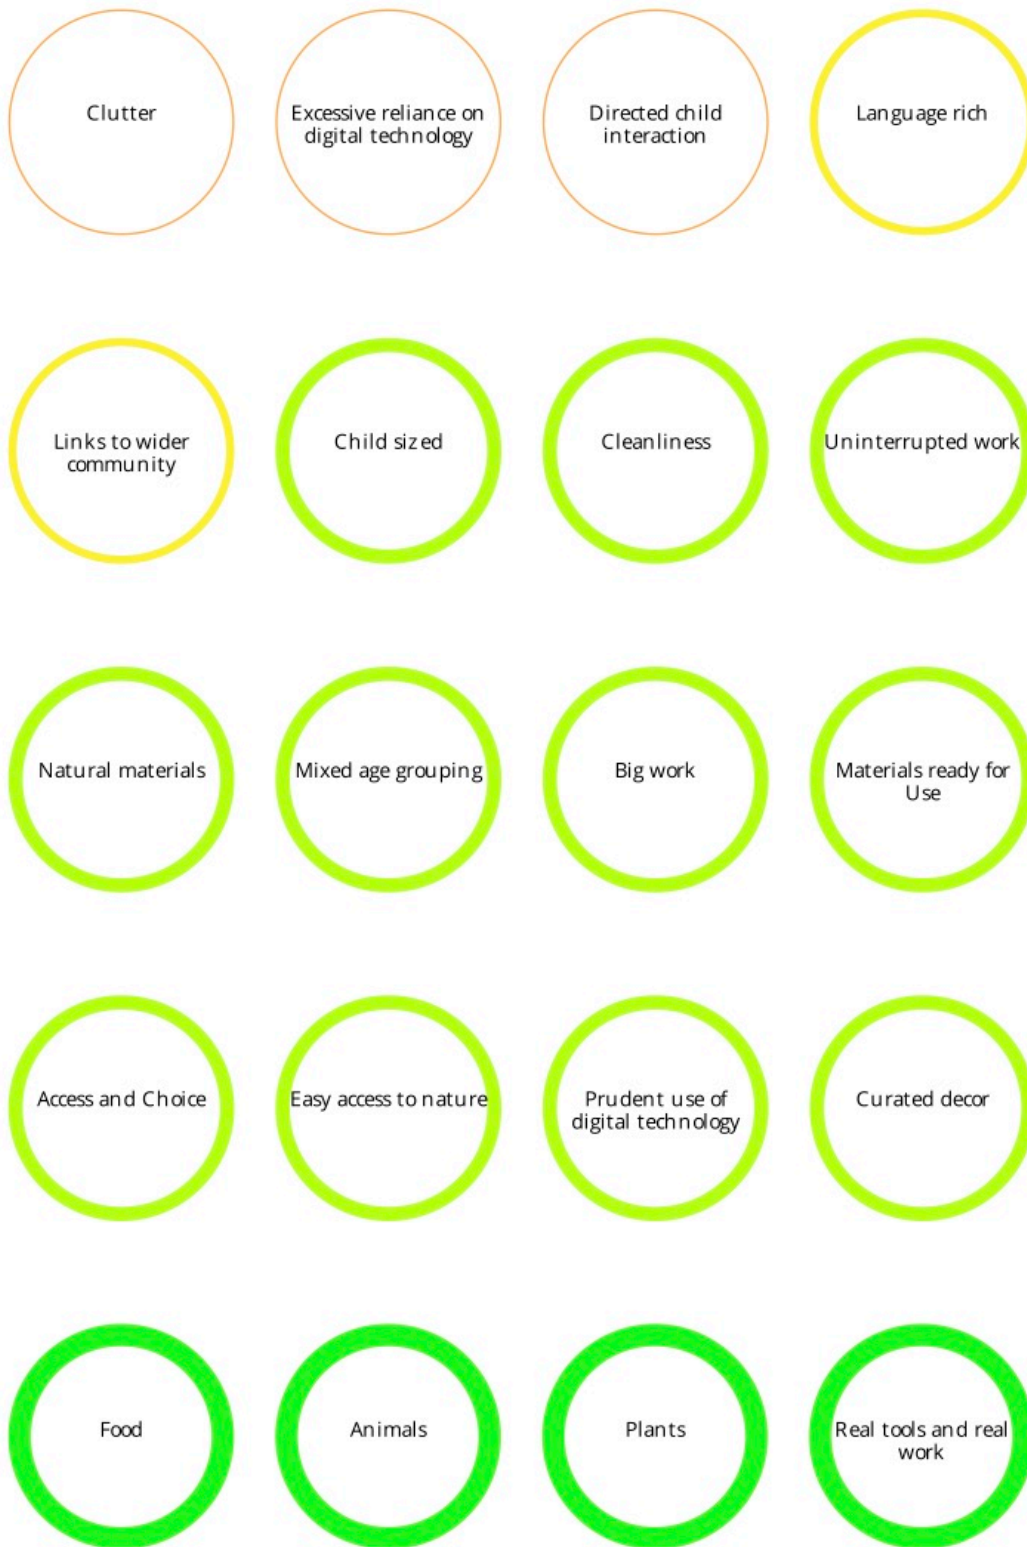 Clutter
Excessive reliance on
digital technology
Directed child
interaction
Language rich
Links to wider
community
Child sized
Cleanliness
Uninterrupted work
Natural materials
Mixed age grouping
Big work
Materials ready for
Use
Access and Choice
Easy access to nature
Prudent use of
digital technology
Curated decor
Food
Animals
Plants
Real tools and real
work